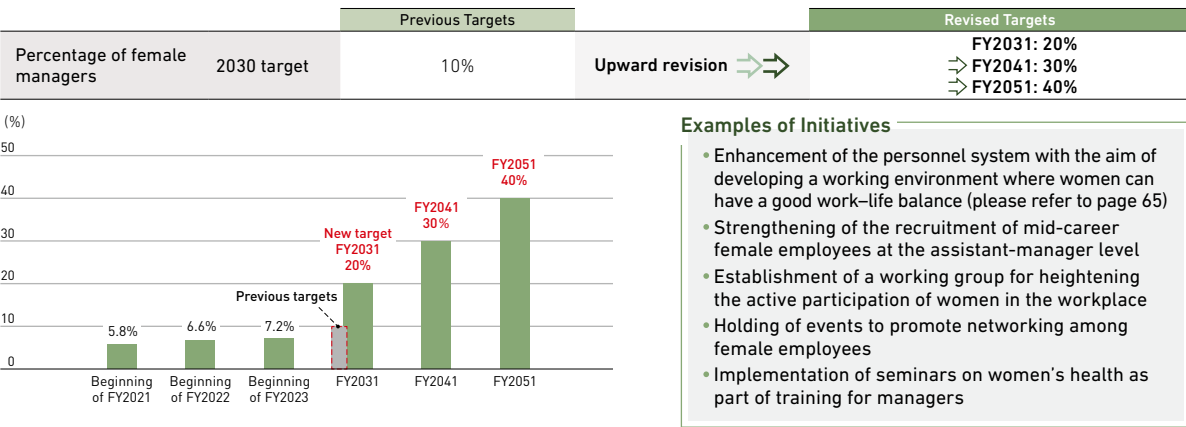 Previous Targets
Revised Targets
Percentage of female
managers
2030 target
10%
Upward revision
FY2031: 20%
FY2041: 30%
FY2051: 40%
(%)
50
40
30
20
10
0
5.8%
6.6%
7.2%
Previous targets
New target
FY2031
20%
FY2041
30%
FY2051
40%
Beginning
of FY2021
Beginning
of FY2022
Beginning
of FY2023
FY2031
FY2041
FY2051
Examples of Initiatives
• Enhancement of the personnel system with the aim of
developing a working environment where women can
have a good work–life balance (please refer to page 65)
• Strengthening of the recruitment of mid-career
female employees at the assistant-manager level
• Establishment of a working group for heightening
the active participation of women in the workplace
• Holding of events to promote networking among
female employees
• Implementation of seminars on women's health as
part of training for managers